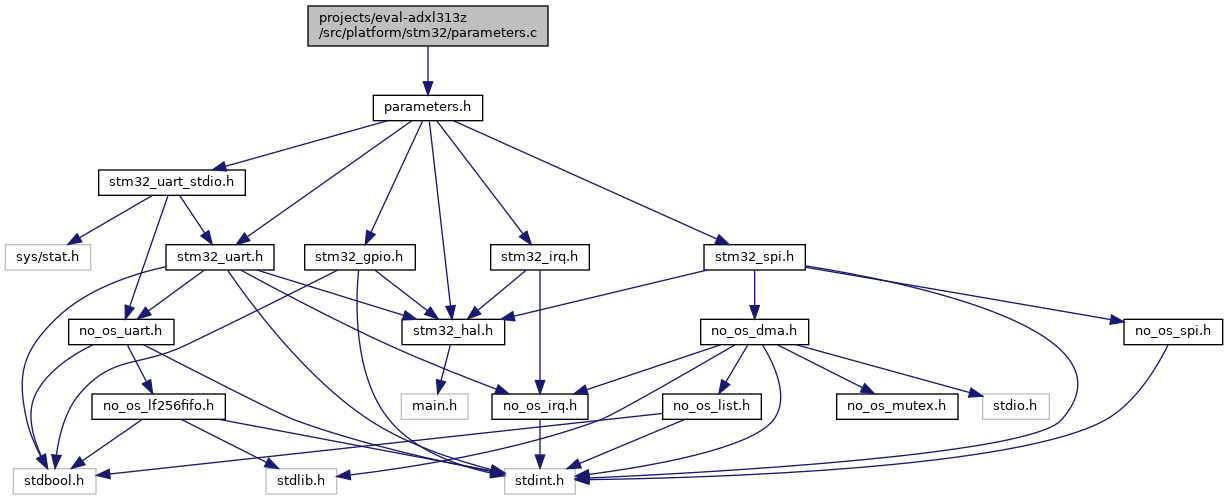 projects/eval-adxl313z
/src/platform/stm32/parameters.c
parameters.h
stm32_uart_stdio.h
sys/stat.h
stm32_uart.h
stm32_gpio.h
stm32_irq.h
stm32_spi.h
no_os_uart.h
stm32_hal.h
no_os_dma.h
no_os_spi.h
no_os_lf256fifo.h
main.h
no_os_irq.h
no_os_list.h
no_os_mutex.h
stdio.h
stdbool.h
stdlib.h
stdint.h